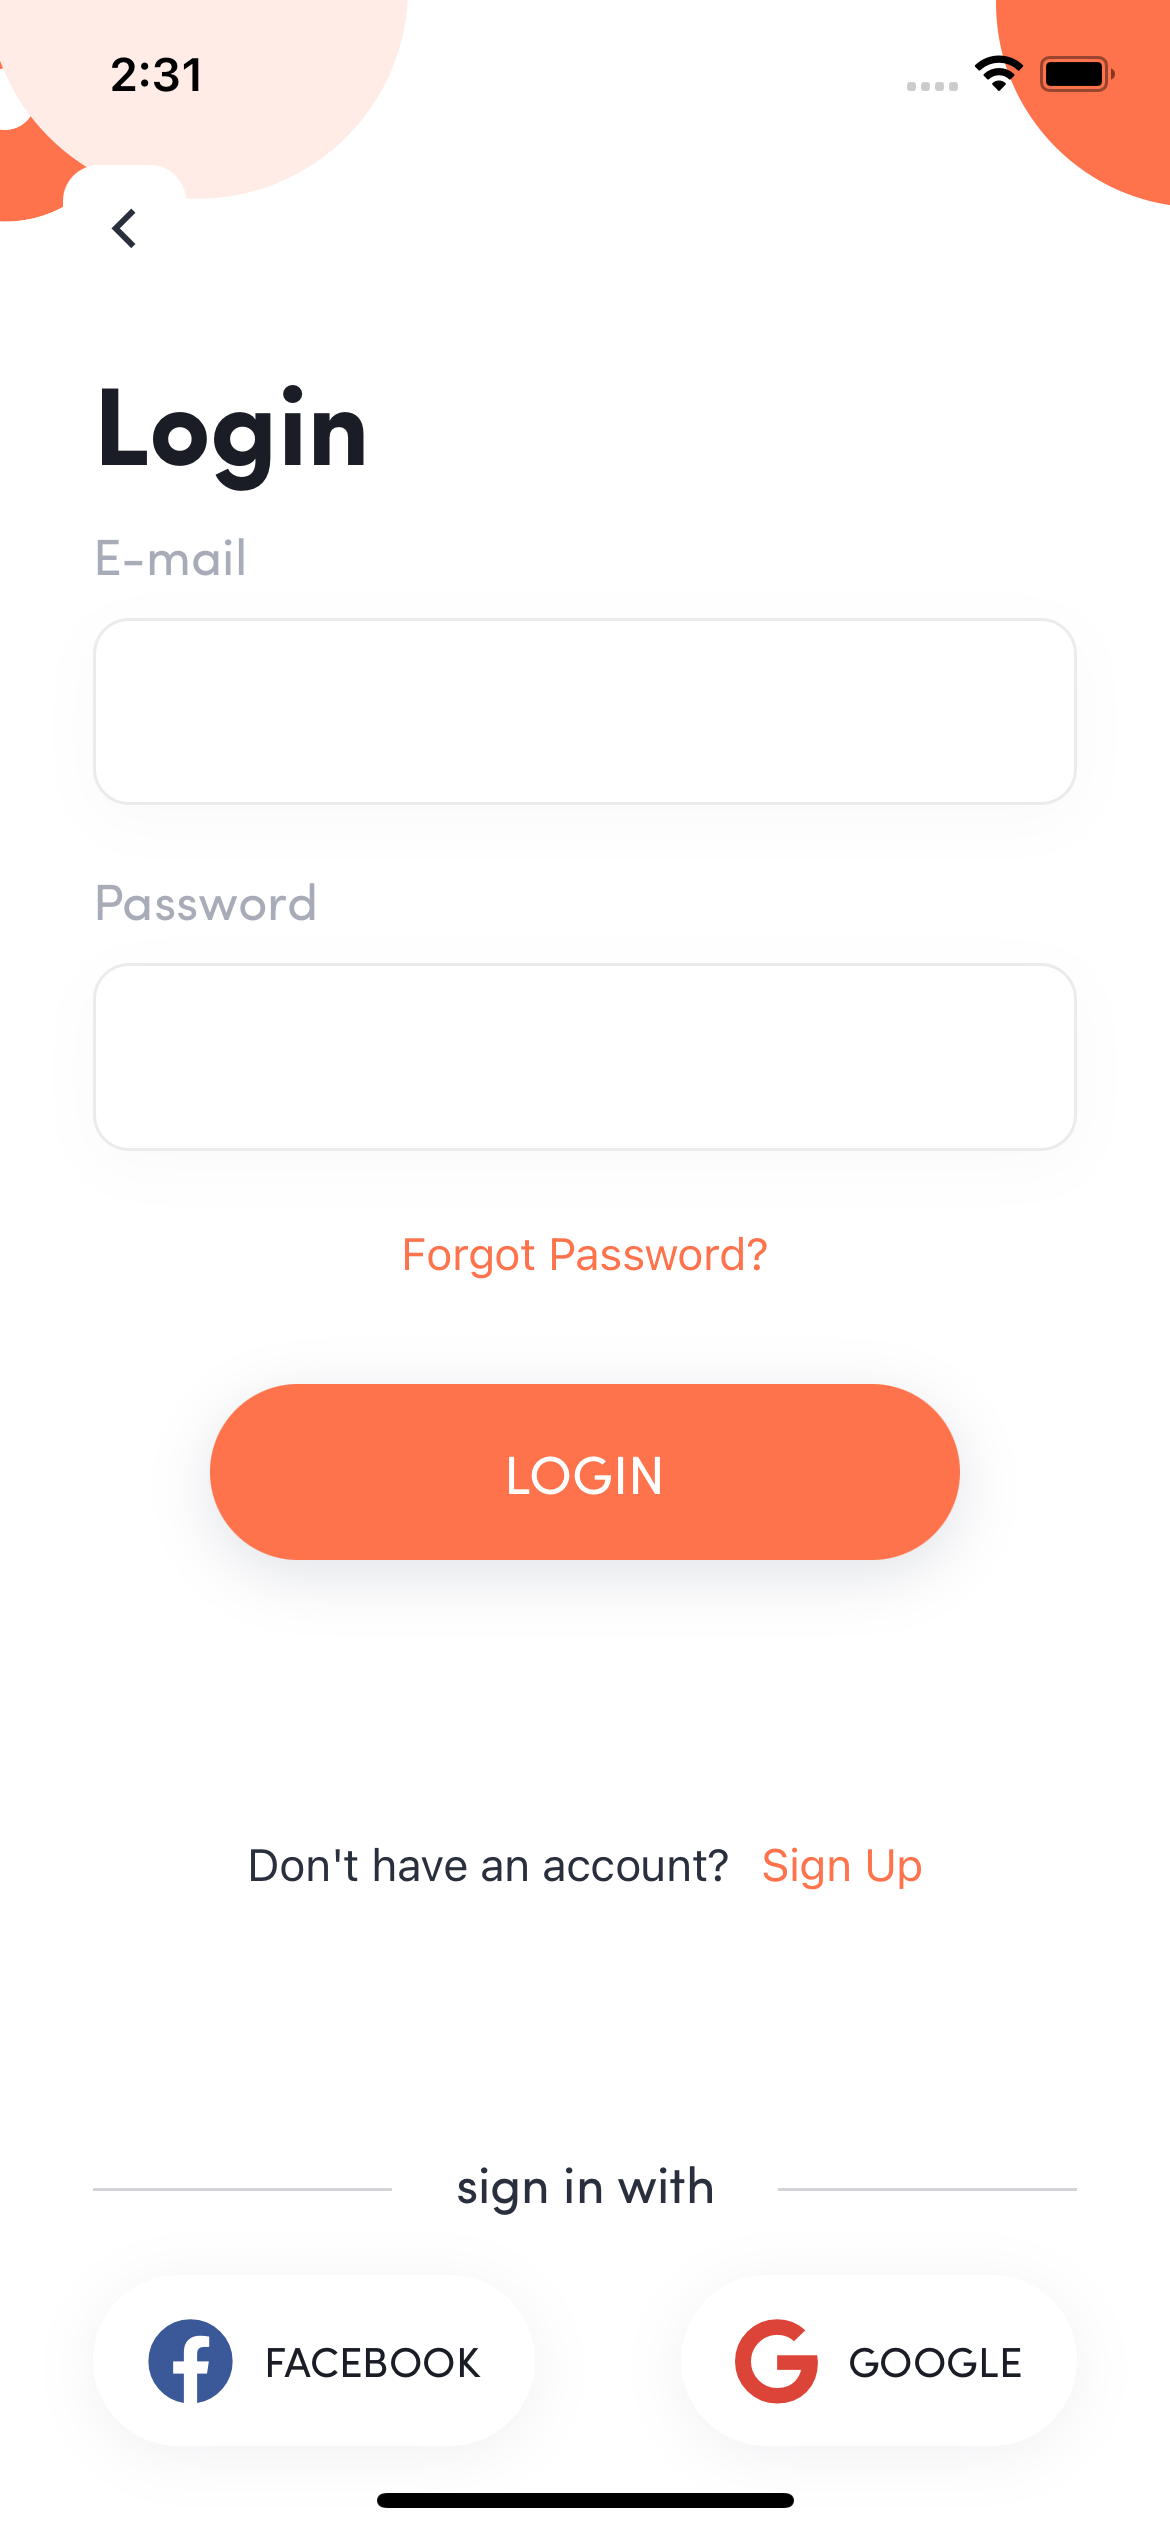 2:31
Login
E-mail
Password
Forgot Password?
LOGIN
Don't have an account? Sign Up
sign in with
FACEBOOK GOOGLE